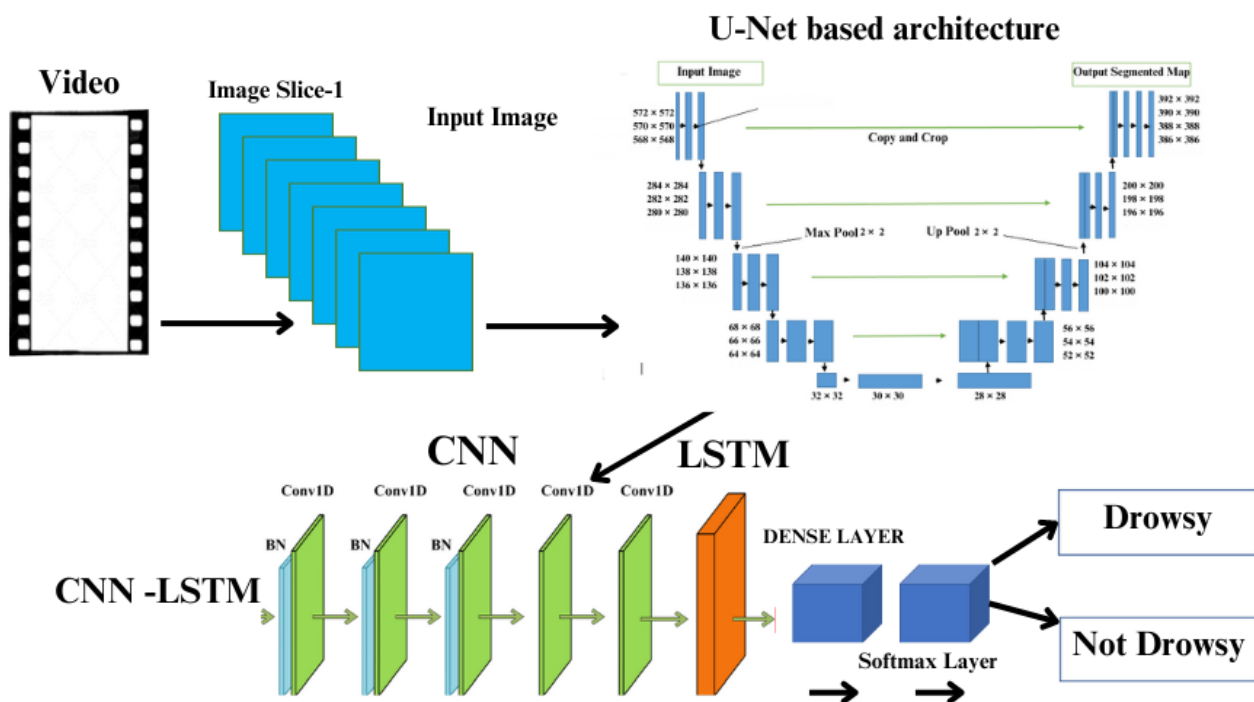 U-Net based architecture
Video
Image Slice-1
Input Image
Input Image
Output Segmented Map
572 × 572
570 × 570
568 × 568
Copy and Crop
392 × 392
390 × 390
388 × 388
386 × 386
284 × 284
282 × 282
280 × 280
200 × 200
198 × 198
196 × 196
Max Pool 2 × 2
Up Pool 2 × 2
140 × 140
138 × 138
136 × 136
104 × 104
102 × 102
100 × 100
68 × 68
66 × 66
64 × 64
56 × 56
54 × 54
52 × 52
32 × 32
30 × 30
28 × 28
CNN
LSTM
Conv1D
Conv1D
Conv1D
Conv1D
Conv1D
BN
BN
BN
CNN -LSTM
DENSE LAYER
Softmax Layer
Drowsy
Not Drowsy